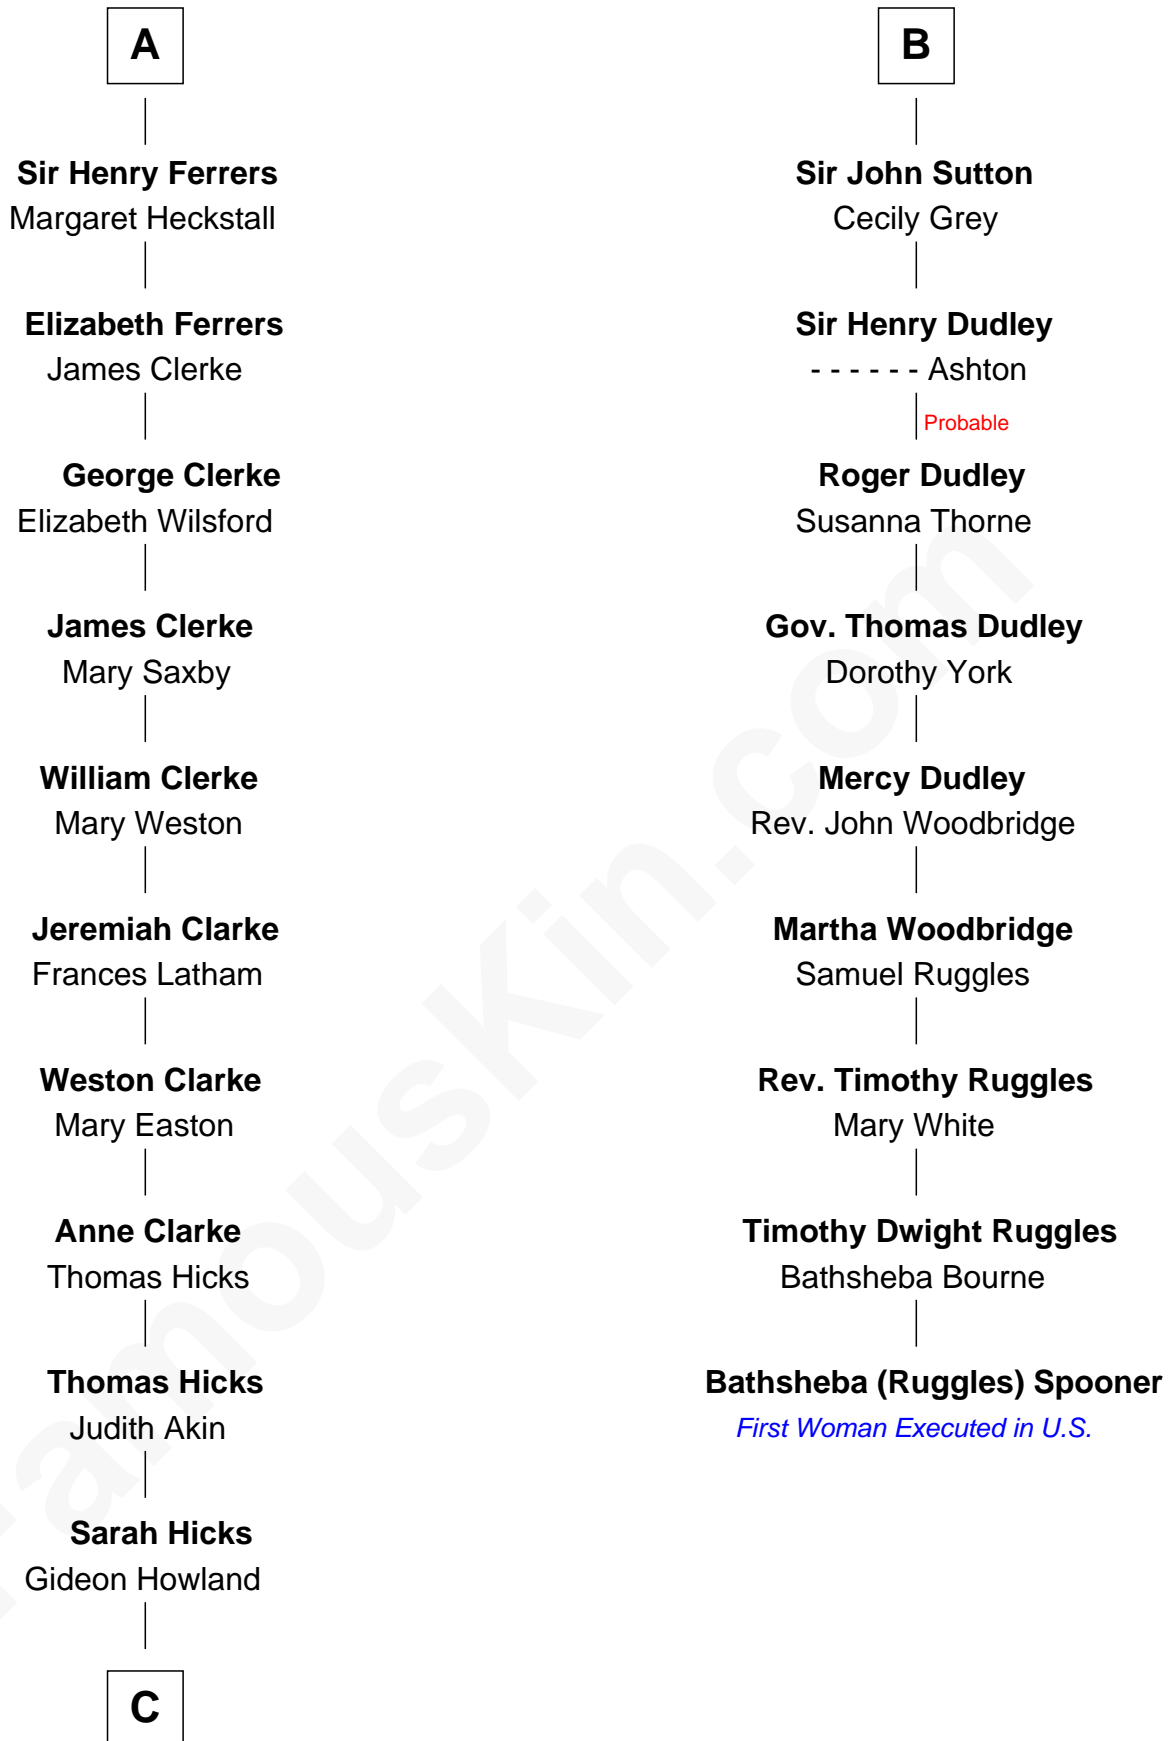 A
Sir Henry Ferrers
Margaret Heckstall
Elizabeth Ferrers
James Clerke
George Clerke
Elizabeth Wilsford
James Clerke
Mary Saxby
William Clerke
Mary Weston
Jeremiah Clarke
Frances Latham
Weston Clarke
Mary Easton
Anne Clarke
Thomas Hicks
Thomas Hicks
Judith Akin
Sarah Hicks
Gideon Howland
C
B
Sir John Sutton
Cecily Grey
Sir Henry Dudley
- - - - - - Ashton
Probable
Roger Dudley
Susanna Thorne
Gov. Thomas Dudley
Dorothy York
Mercy Dudley
Rev. John Woodbridge
Martha Woodbridge
Samuel Ruggles
Rev. Timothy Ruggles
Mary White
Timothy Dwight Ruggles
Bathsheba Bourne
Bathsheba (Ruggles) Spooner
First Woman Executed in U.S.
FamousKin.com